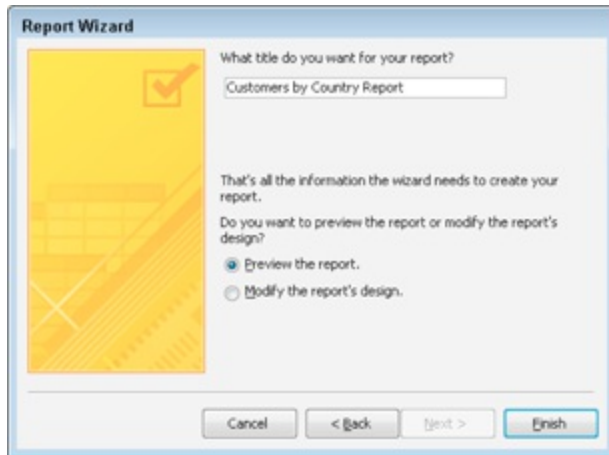 Report Wizard
What title do you want for your report?
Customers by Country Report
That's all the information the wizard needs to create your
report.
Do you want to preview the report or modify the report's
design?
Preview the report.
Modify the report's design.
Cancel
< Back
Next >
Finish